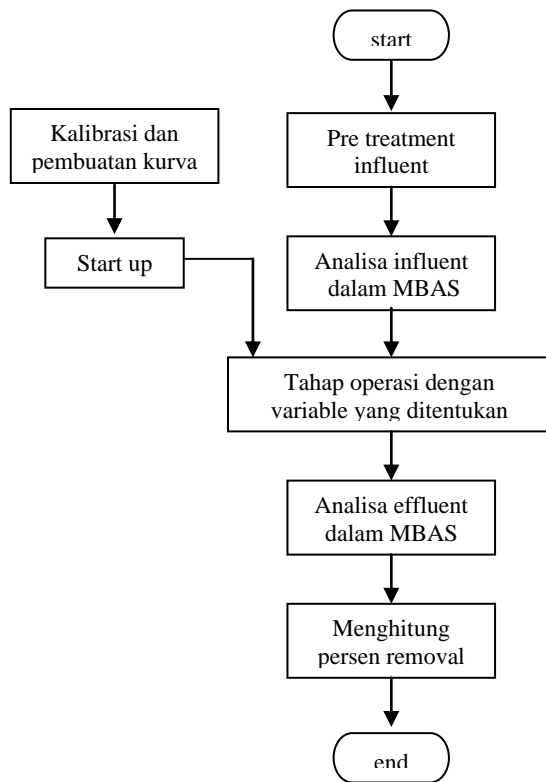 start
Kalibrasi dan
pembuatan kurva
Pre treatment
influent
Start up
Analisa influent
dalam MBAS
Tahap operasi dengan
variable yang ditentukan
Analisa effluent
dalam MBAS
Menghitung
persen removal
end